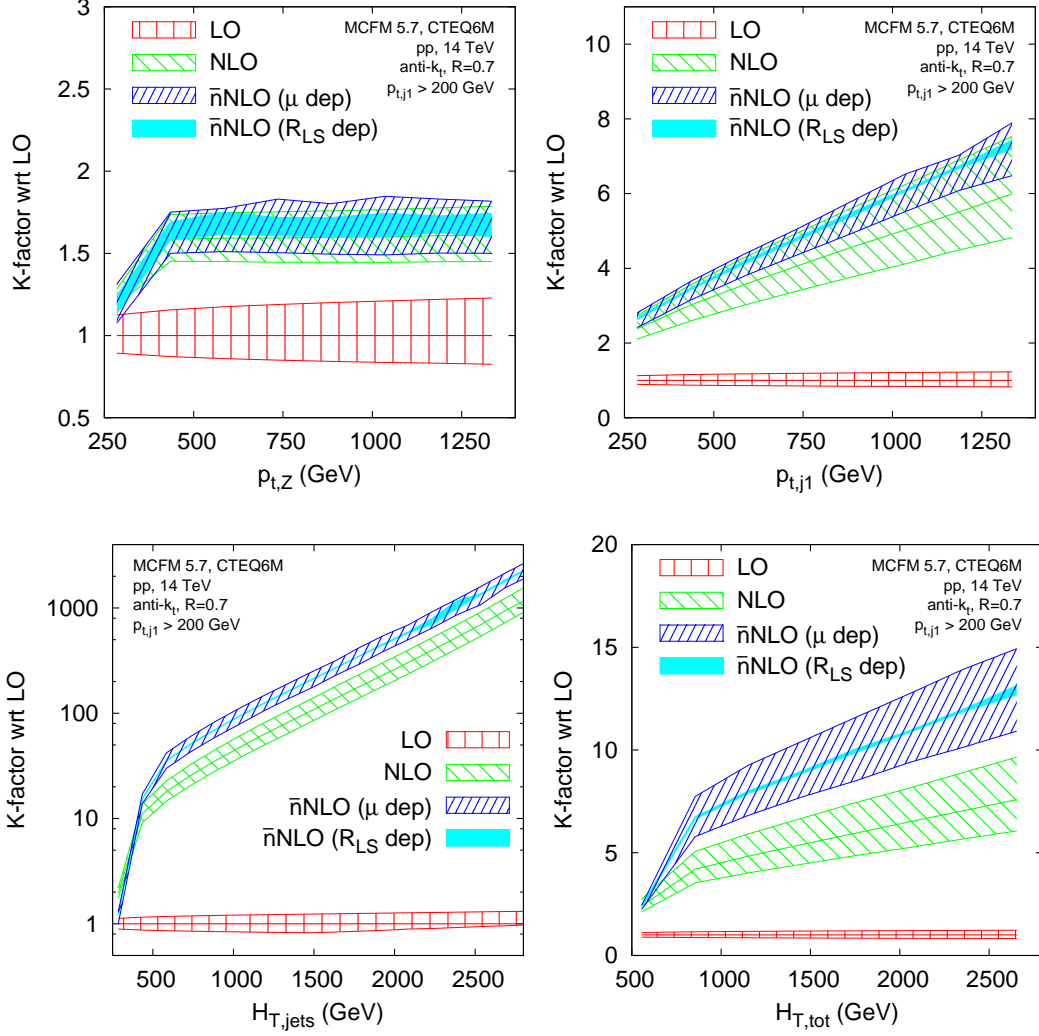 3
2.5
2
1.5
1
0.5
K-factor wrt LO
LO
NLO
n̄NLO (μ dep)
n̄NLO (R_LS dep)
MCFM 5.7, CTEQ6M
pp, 14 TeV
anti-k_t, R=0.7
p_t,j1 > 200 GeV
250 500 750 1000 1250
p_t,Z (GeV)
10
8
6
4
2
0
K-factor wrt LO
LO
NLO
n̄NLO (μ dep)
n̄NLO (R_LS dep)
MCFM 5.7, CTEQ6M
pp, 14 TeV
anti-k_t, R=0.7
p_t,j1 > 200 GeV
250 500 750 1000 1250
p_t,j1 (GeV)
1000
100
10
1
K-factor wrt LO
MCFM 5.7, CTEQ6M
pp, 14 TeV
anti-k_t, R=0.7
p_t,j1 > 200 GeV
LO
NLO
n̄NLO (μ dep)
n̄NLO (R_LS dep)
500 1000 1500 2000 2500
H_T,jets (GeV)
20
15
10
5
0
K-factor wrt LO
LO
NLO
n̄NLO (μ dep)
n̄NLO (R_LS dep)
MCFM 5.7, CTEQ6M
pp, 14 TeV
anti-k_t, R=0.7
p_t,j1 > 200 GeV
500 1000 1500 2000 2500
H_T,tot (GeV)